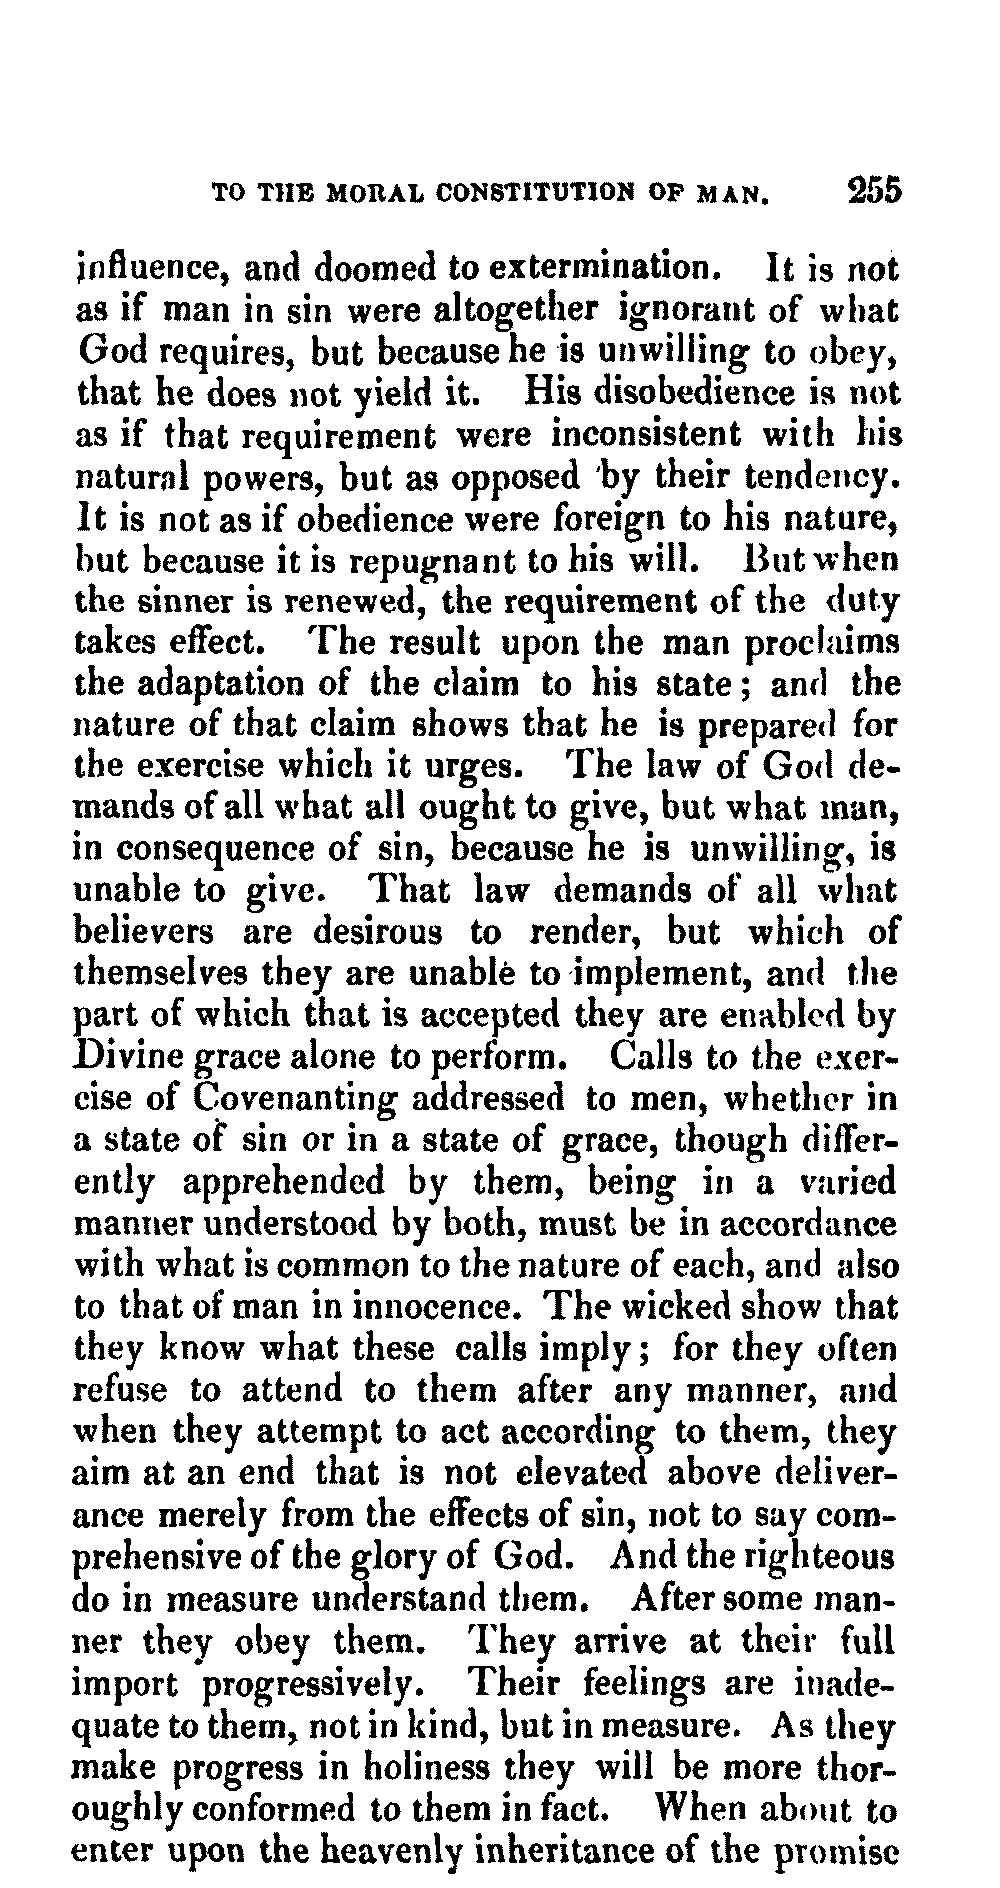 TO THE MORAL CONSTITUTION OF MAN. 255
influence, and doomed to extermination. It is not
as if man in sin were altogether ignorant of what
God requires, but because he is unwilling to obey,
that he does not yield it. His disobedience is not
as if that requirement were inconsistent with his
natural powers, but as opposed by their tendency.
It is not as if obedience were foreign to his nature,
but because it is repugnant to his will. But when
the sinner is renewed, the requirement of the duty
takes effect. The result upon the man proclaims
the adaptation of the claim to his state; and the
nature of that claim shows that he is prepared for
the exercise which it urges. The law of God de-
mands of all what all ought to give, but what man,
in consequence of sin, because he is unwilling, is
unable to give. That law demands of all what
believers are desirous to render, but which of
themselves they are unable to implement, and the
part of which that is accepted they are enabled by
Divine grace alone to perform. Calls to the exer-
cise of Covenanting addressed to men, whether in
a state of sin or in a state of grace, though differ-
ently apprehended by them, being in a varied
manner understood by both, must be in accordance
with what is common to the nature of each, and also
to that of man in innocence. The wicked show that
they know what these calls imply; for they often
refuse to attend to them after any manner, and
when they attempt to act according to them, they
aim at an end that is not elevated above deliver-
ance merely from the effects of sin, not to say com-
prehensive of the glory of God. And the righteous
do in measure understand them. After some man-
ner they obey them. They arrive at their full
import progressively. Their feelings are inade-
quate to them, not in kind, but in measure. As they
make progress in holiness they will be more thor-
oughly conformed to them in fact. When about to
enter upon the heavenly inheritance of the promise